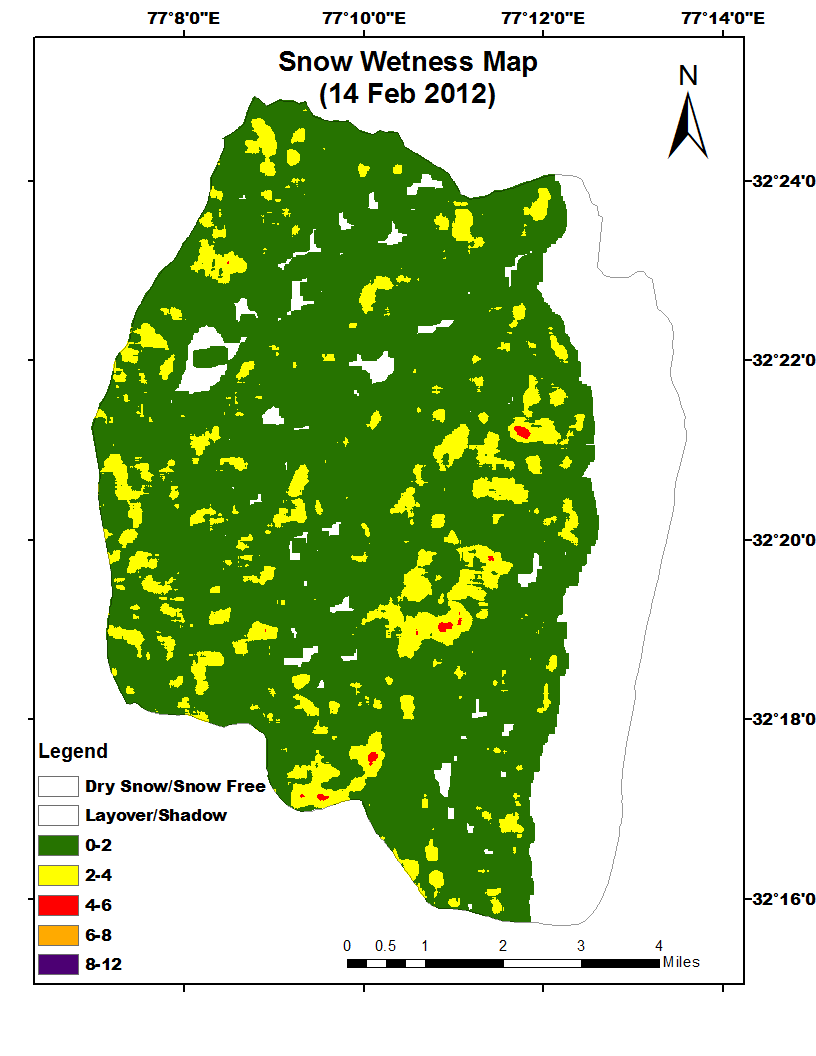 77°8'0"E 77°10'0"E 77°12'0"E 77°14'0"E
Snow Wetness Map
(14 Feb 2012)
N
32°24'0
32°22'0
32°20'0
32°18'0
32°16'0
Legend
Dry Snow/Snow Free
Layover/Shadow
0-2
2-4
4-6
6-8
8-12
0 0.5 1 2 3 4
Miles